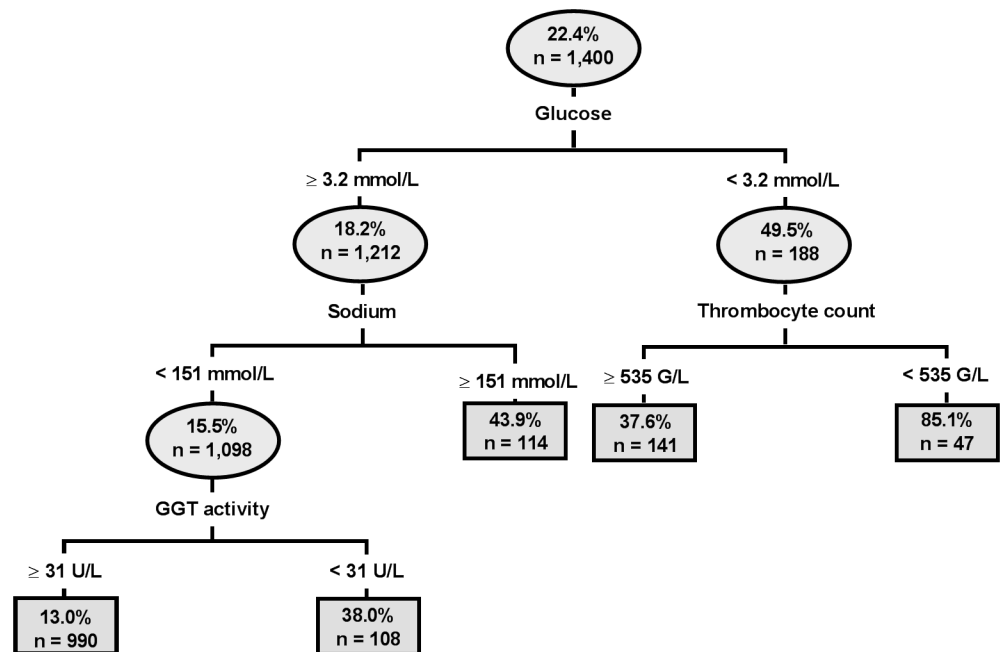 22.4%
n = 1,400
Glucose
≥ 3.2 mmol/L
< 3.2 mmol/L
18.2%
n = 1,212
49.5%
n = 188
Sodium
Thrombocyte count
< 151 mmol/L
≥ 151 mmol/L
≥ 535 G/L
< 535 G/L
15.5%
n = 1,098
43.9%
n = 114
37.6%
n = 141
85.1%
n = 47
GGT activity
≥ 31 U/L
< 31 U/L
13.0%
n = 990
38.0%
n = 108